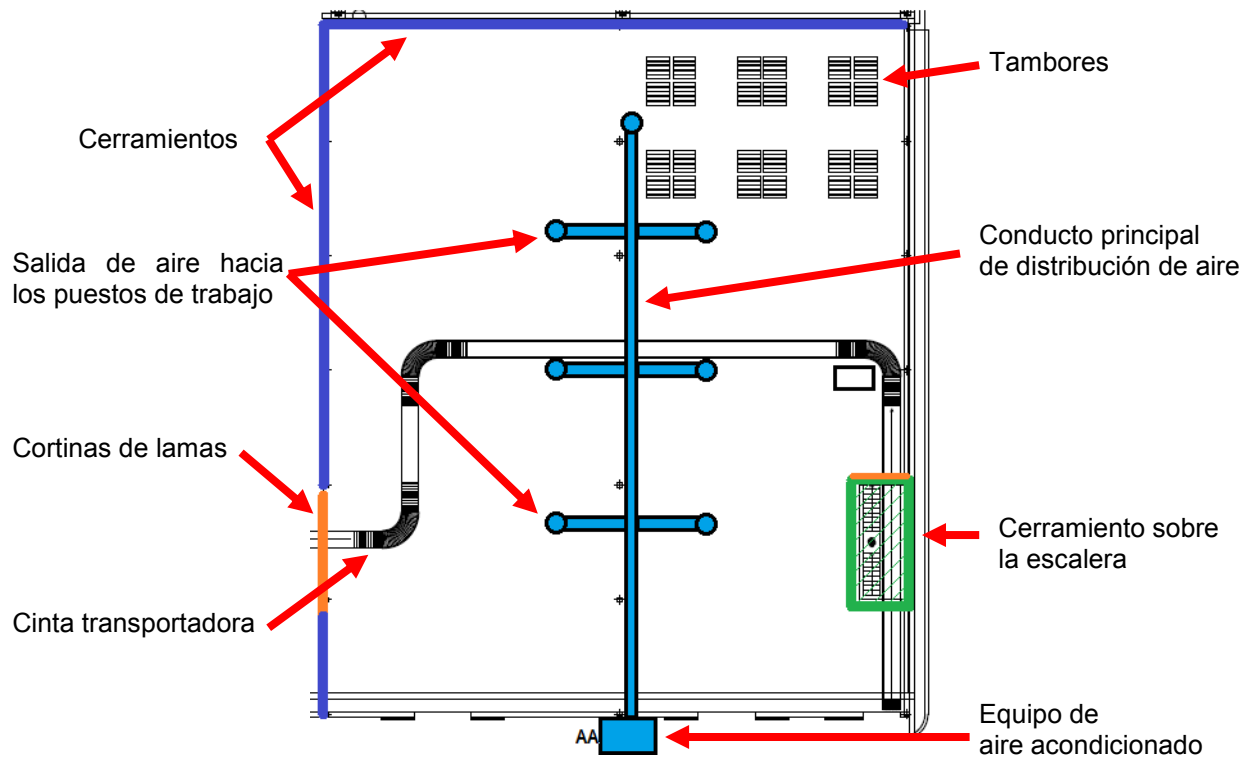 Tambores
Cerramientos
Salida de aire hacia
los puestos de trabajo
Conducto principal
de distribución de aire
Cortinas de lamas
Cerramiento sobre
la escalera
Cinta transportadora
Equipo de
aire acondicionado
AA